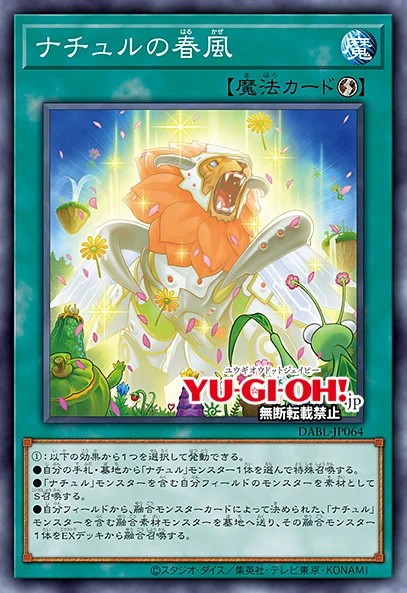 ナチュルの春風
はる かぜ
魔
【魔法カード】
ま ほう
ユウギオウドットジェイピー
YU-GI-OH!.jp
無断転載禁止
DABL-JP064
①:以下の効果から1つを選択して発動できる。
●自分の手札・墓地から「ナチュル」モンスター1体を選んで特殊召喚する。
●「ナチュル」モンスターを含む自分フィールドのモンスターを素材として
S召喚する。
●自分フィールドから、融合モンスターカードによって決められた、「ナチュル」
モンスターを含む融合素材モンスターを墓地へ送り、その融合モンスター
1体をEXデッキから融合召喚する。
©スタジオ・ダイス/集英社・テレビ東京・KONAMI